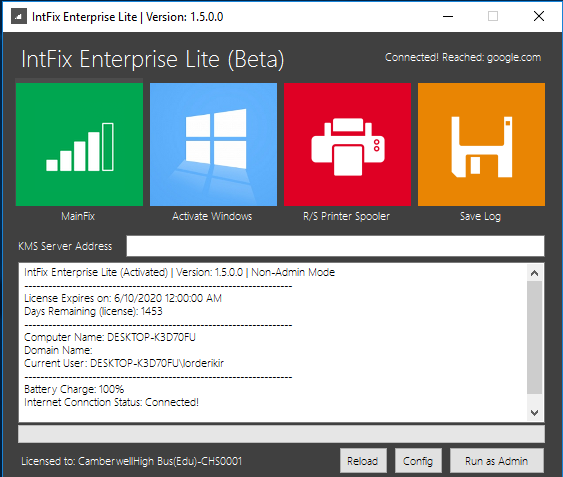 IntFix Enterprise Lite | Version: 1.5.0.0
IntFix Enterprise Lite (Beta)
Connected! Reached: google.com
MainFix
Activate Windows
R/S Printer Spooler
Save Log
KMS Server Address
IntFix Enterprise Lite (Activated) | Version: 1.5.0.0 | Non-Admin Mode
--------------------------------------------------------------------
License Expires on: 6/10/2020 12:00:00 AM
Days Remaining (license): 1453
--------------------------------------------------------------------
Computer Name: DESKTOP-K3D70FU
Domain Name:
Current User: DESKTOP-K3D70FU\lorderikir
--------------------------------------------------------------------
Battery Charge: 100%
Internet Connction Status: Connected!
Licensed to: CamberwellHigh Bus(Edu)-CHS0001
Reload
Config
Run as Admin